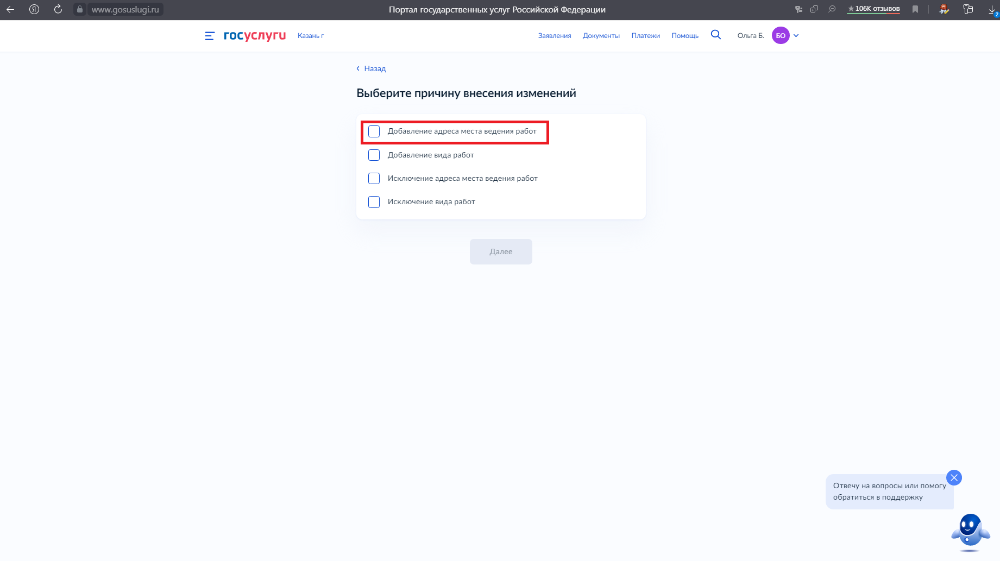 www.gosuslugi.ru
Портал государственных услуг Российской Федерации
★106K отзывов
2
госуслуги
Казань г
Заявления
Документы
Платежи
Помощь
Ольга Б.
БО
Назад
Выберите причину внесения изменений
Добавление адреса места ведения работ
Добавление вида работ
Исключение адреса места ведения работ
Исключение вида работ
Далее
Отвечу на вопросы или помогу
обратиться в поддержку